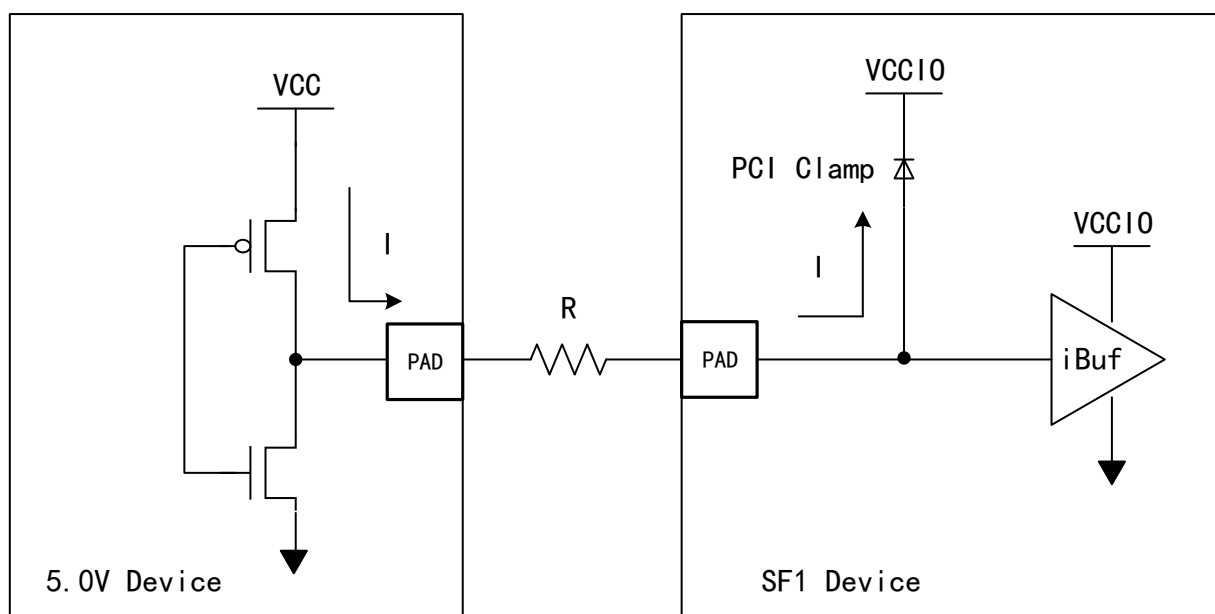 VCC
VCCIO
PCI Clamp
VCCIO
I
I
R
PAD
PAD
iBuf
5.0V Device
SF1 Device